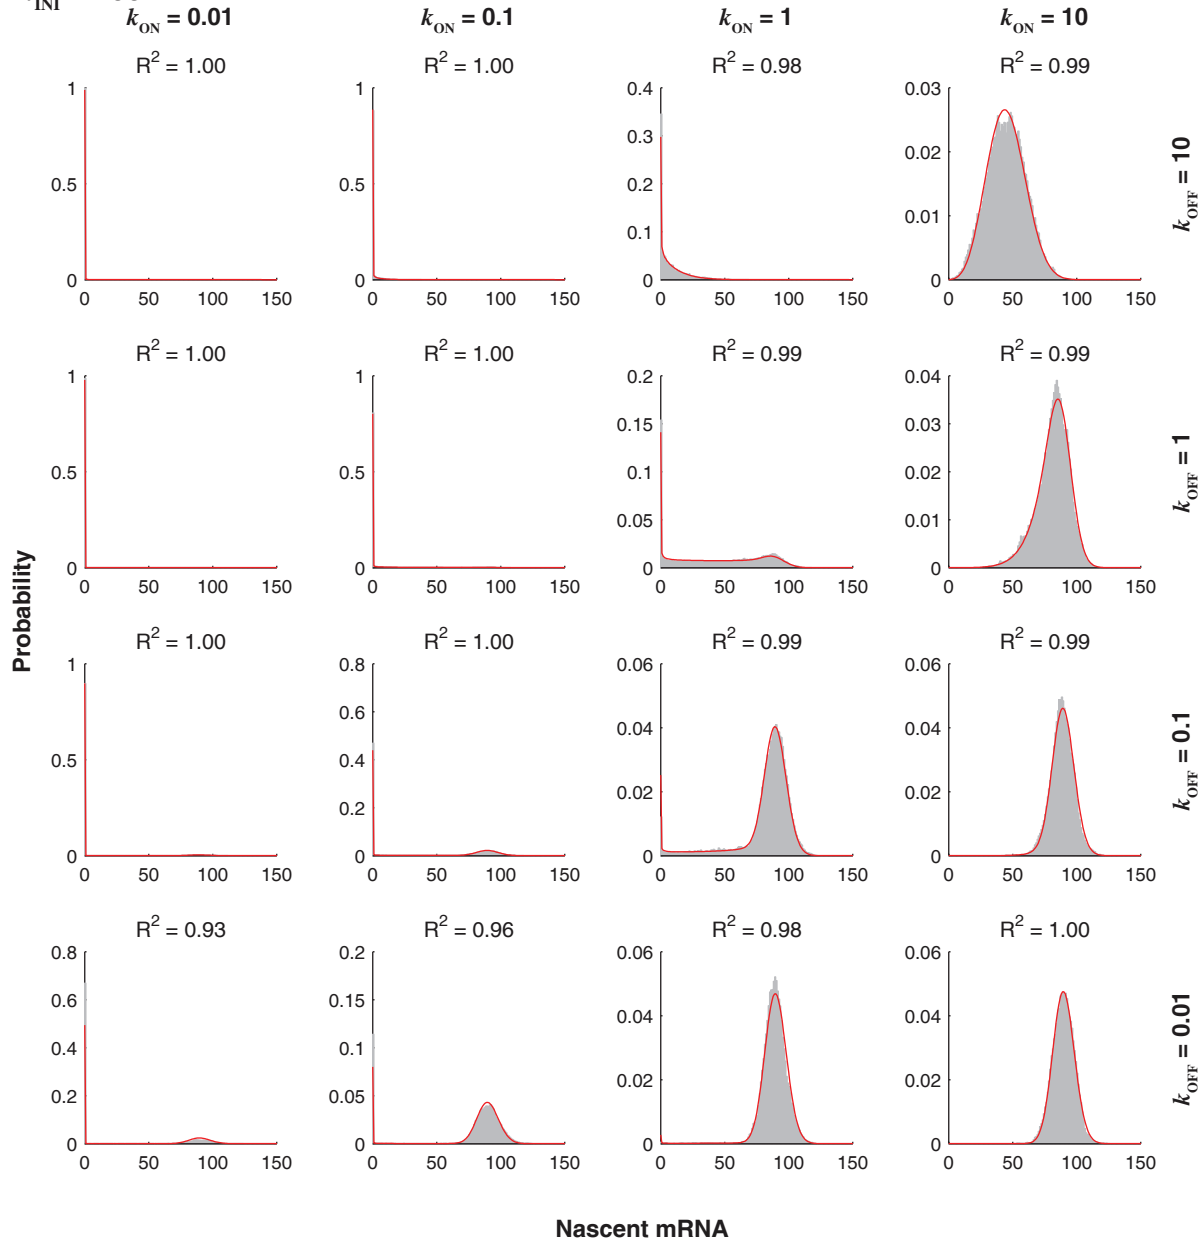 INI
k_ON = 0.01 k_ON = 0.1 k_ON = 1 k_ON = 10
R² = 1.00 R² = 1.00 R² = 0.98 R² = 0.99
1 1 0.4 0.03
0.3 0.02
0.5 0.5 0.2
0.1 0.01
0 0 0 0
0 50 100 150 0 50 100 150 0 50 100 150 0 50 100 150
k_OFF = 10
R² = 1.00 R² = 1.00 R² = 0.99 R² = 0.99
1 1 0.2 0.04
0.15 0.03
0.5 0.5 0.1 0.02
0.05 0.01
0 0 0 0
0 50 100 150 0 50 100 150 0 50 100 150 0 50 100 150
k_OFF = 1
Probability
R² = 1.00 R² = 1.00 R² = 0.99 R² = 0.99
1 0.8 0.06 0.06
0.6 0.04 0.04
0.5 0.4
0.2 0.02 0.02
0 0 0 0
0 50 100 150 0 50 100 150 0 50 100 150 0 50 100 150
k_OFF = 0.1
R² = 0.93 R² = 0.96 R² = 0.98 R² = 1.00
0.8 0.2 0.06 0.06
0.6 0.15 0.04 0.04
0.4 0.1
0.2 0.05 0.02 0.02
0 0 0 0
0 50 100 150 0 50 100 150 0 50 100 150 0 50 100 150
k_OFF = 0.01
Nascent mRNA